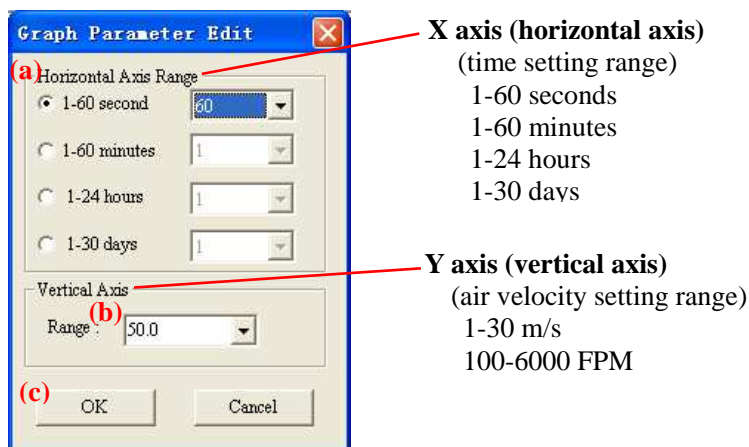 Graph Parameter Edit
(a) Horizontal Axis Range
1-60 second 60
1-60 minutes 1
1-24 hours 1
1-30 days 1
Vertical Axis
(b)
Range : 50.0
(c) OK Cancel
X axis (horizontal axis)
(time setting range)
1-60 seconds
1-60 minutes
1-24 hours
1-30 days
Y axis (vertical axis)
(air velocity setting range)
1-30 m/s
100-6000 FPM